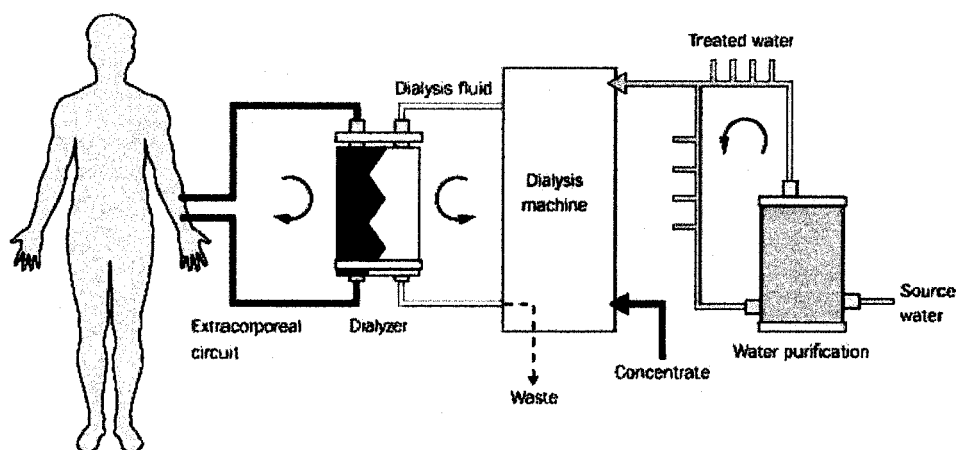 Treated water
Dialysis fluid
Dialysis
machine
Source
water
Extracorporeal
circuit
Dialyzer
Water purification
Concentrate
Waste